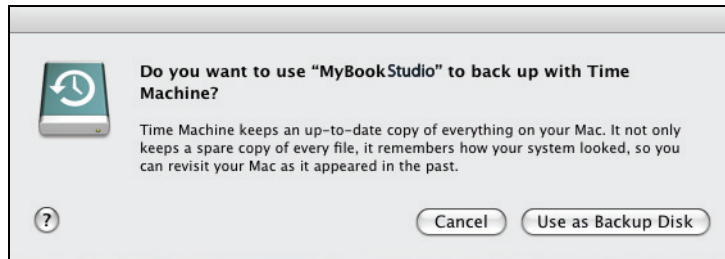 Do you want to use “MyBookStudio” to back up with Time
Machine?
Time Machine keeps an up-to-date copy of everything on your Mac. It not only
keeps a spare copy of every file, it remembers how your system looked, so you
can revisit your Mac as it appeared in the past.
?
Cancel
Use as Backup Disk